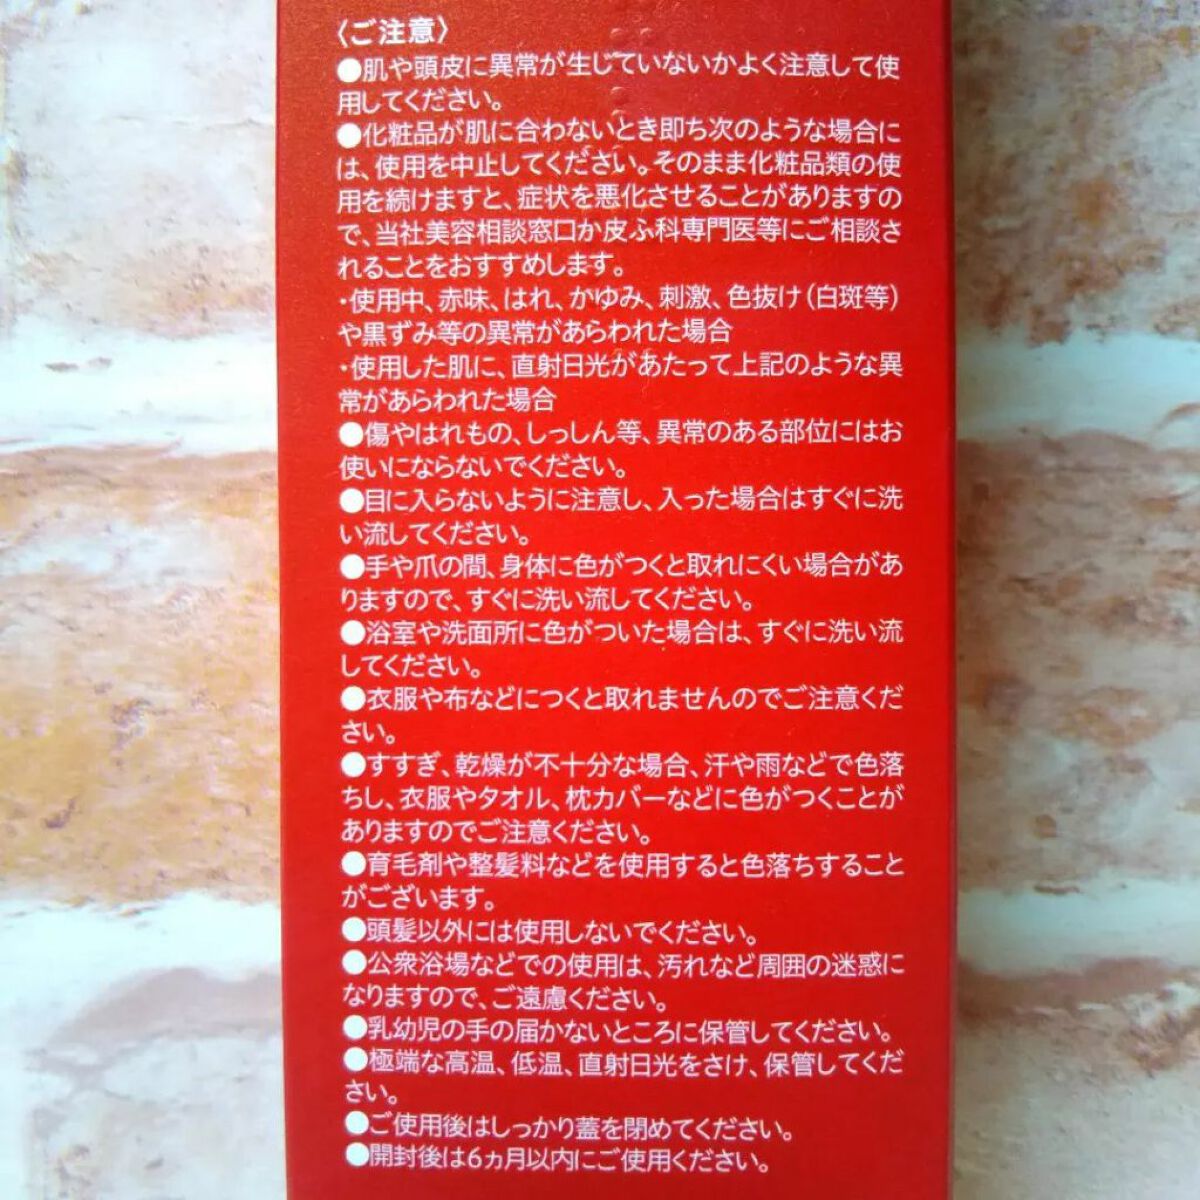 〈ご注意〉
●肌や頭皮に異常が生じていないかよく注意して使
用してください。
●化粧品が肌に合わないとき即ち次のような場合に
は、使用を中止してください。そのまま化粧品類の使
用を続けますと、症状を悪化させることがありますの
で、当社美容相談窓口か皮ふ科専門医等にご相談さ
れることをおすすめします。
・使用中、赤味、はれ、かゆみ、刺激、色抜け（白斑等）
や黒ずみ等の異常があらわれた場合
・使用した肌に、直射日光があたって上記のような異
常があらわれた場合
●傷やはれもの、しっしん等、異常のある部位にはお
使いにならないでください。
●目に入らないように注意し、入った場合はすぐに洗
い流してください。
●手や爪の間、身体に色がつくと取れにくい場合があ
りますので、すぐに洗い流してください。
●浴室や洗面所に色がついた場合は、すぐに洗い流
してください。
●衣服や布などにつくと取れませんのでご注意くだ
さい。
●すすぎ、乾燥が不十分な場合、汗や雨などで色落
ちし、衣服やタオル、枕カバーなどに色がつくことが
ありますのでご注意ください。
●育毛剤や整髪料などを使用すると色落ちすること
がございます。
●頭髪以外には使用しないでください。
●公衆浴場などでの使用は、汚れなど周囲の迷惑に
なりますので、ご遠慮ください。
●乳幼児の手の届かないところに保管してください。
●極端な高温、低温、直射日光をさけ、保管してくだ
さい。
●ご使用後はしっかり蓋を閉めてください。
●開封後は6ヵ月以内にご使用ください。